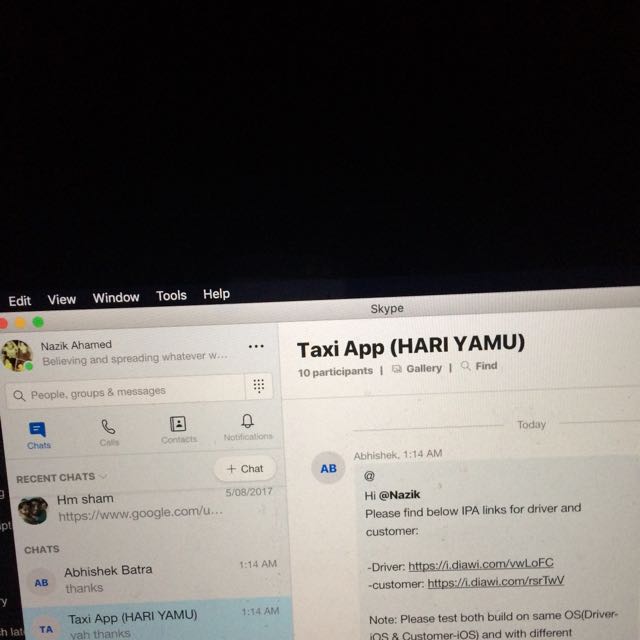 Edit View Window Tools Help
Skype
Nazik Ahamed
Believing and spreading whatever w...
People, groups & messages
Chats
Calls
Contacts
Notifications
RECENT CHATS
+ Chat
Hm sham
5/08/2017
https://www.google.com/u...
CHATS
AB
Abhishek Batra
1:14 AM
thanks
TA
Taxi App (HARI YAMU)
1:14 AM
yah thanks
Taxi App (HARI YAMU)
10 participants | Gallery | Find
Today
Abhishek, 1:14 AM
AB
@
Hi @Nazik
Please find below IPA links for driver and
customer:
-Driver: https://i.diawi.com/vwLoFC
-customer: https://i.diawi.com/rsrTwV
Note: Please test both build on same OS(Driver-
iOS & Customer-iOS) and with different